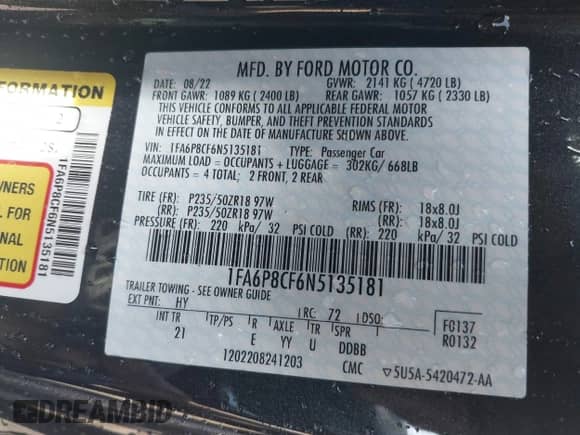 MFD. BY FORD MOTOR CO.
DATE: 08/22 GVWR: 2141 KG ( 4720 LB)
FRONT GAWR: 1089 KG ( 2400 LB) REAR GAWR: 1057 KG ( 2330 LB)
THIS VEHICLE CONFORMS TO ALL APPLICABLE FEDERAL MOTOR
VEHICLE SAFETY, BUMPER, AND THEFT PREVENTION STANDARDS
IN EFFECT ON THE DATE OF MANUFACTURE SHOWN ABOVE.
VIN: 1FA6P8CF6N5135181 TYPE: Passenger Car
MAXIMUM LOAD = OCCUPANTS + LUGGAGE = 302KG/ 668LB
OCCUPANTS = 4 TOTAL; 2 FRONT, 2 REAR
TIRE (FR): P235/50ZR18 97W RIMS (FR): 18x8.0J
(RR): P235/50ZR18 97W (RR): 18x8.0J
PRESSURE (FR): 220 kPa/ 32 PSI COLD (RR): 220 kPa/ 32 PSI COLD
1FA6P8CF6N5135181
TRAILER TOWING - SEE OWNER GUIDE
EXT PNT: HY RC: 72 DSO: F0137
R0132
INT TR TP/PS R AXLE TR SPR
21 E YY U DDBB
1202208241203 CMC ▽5U5A-5420472-AA
FORMATION
2
1FA6P8CF6N5135181
WNERS
L FOR
ONAL
N
DREAMBID